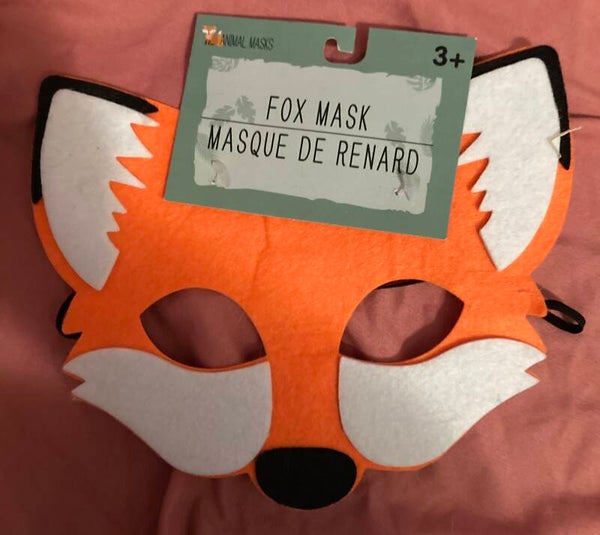 ANIMAL MASKS
3+
FOX MASK
MASQUE DE RENARD